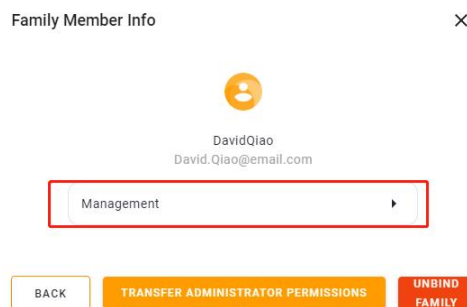 Family Member Info
DavidQiao
David.Qiao@email.com
Management
BACK
TRANSFER ADMINISTRATOR PERMISSIONS
UNBIND
FAMILY